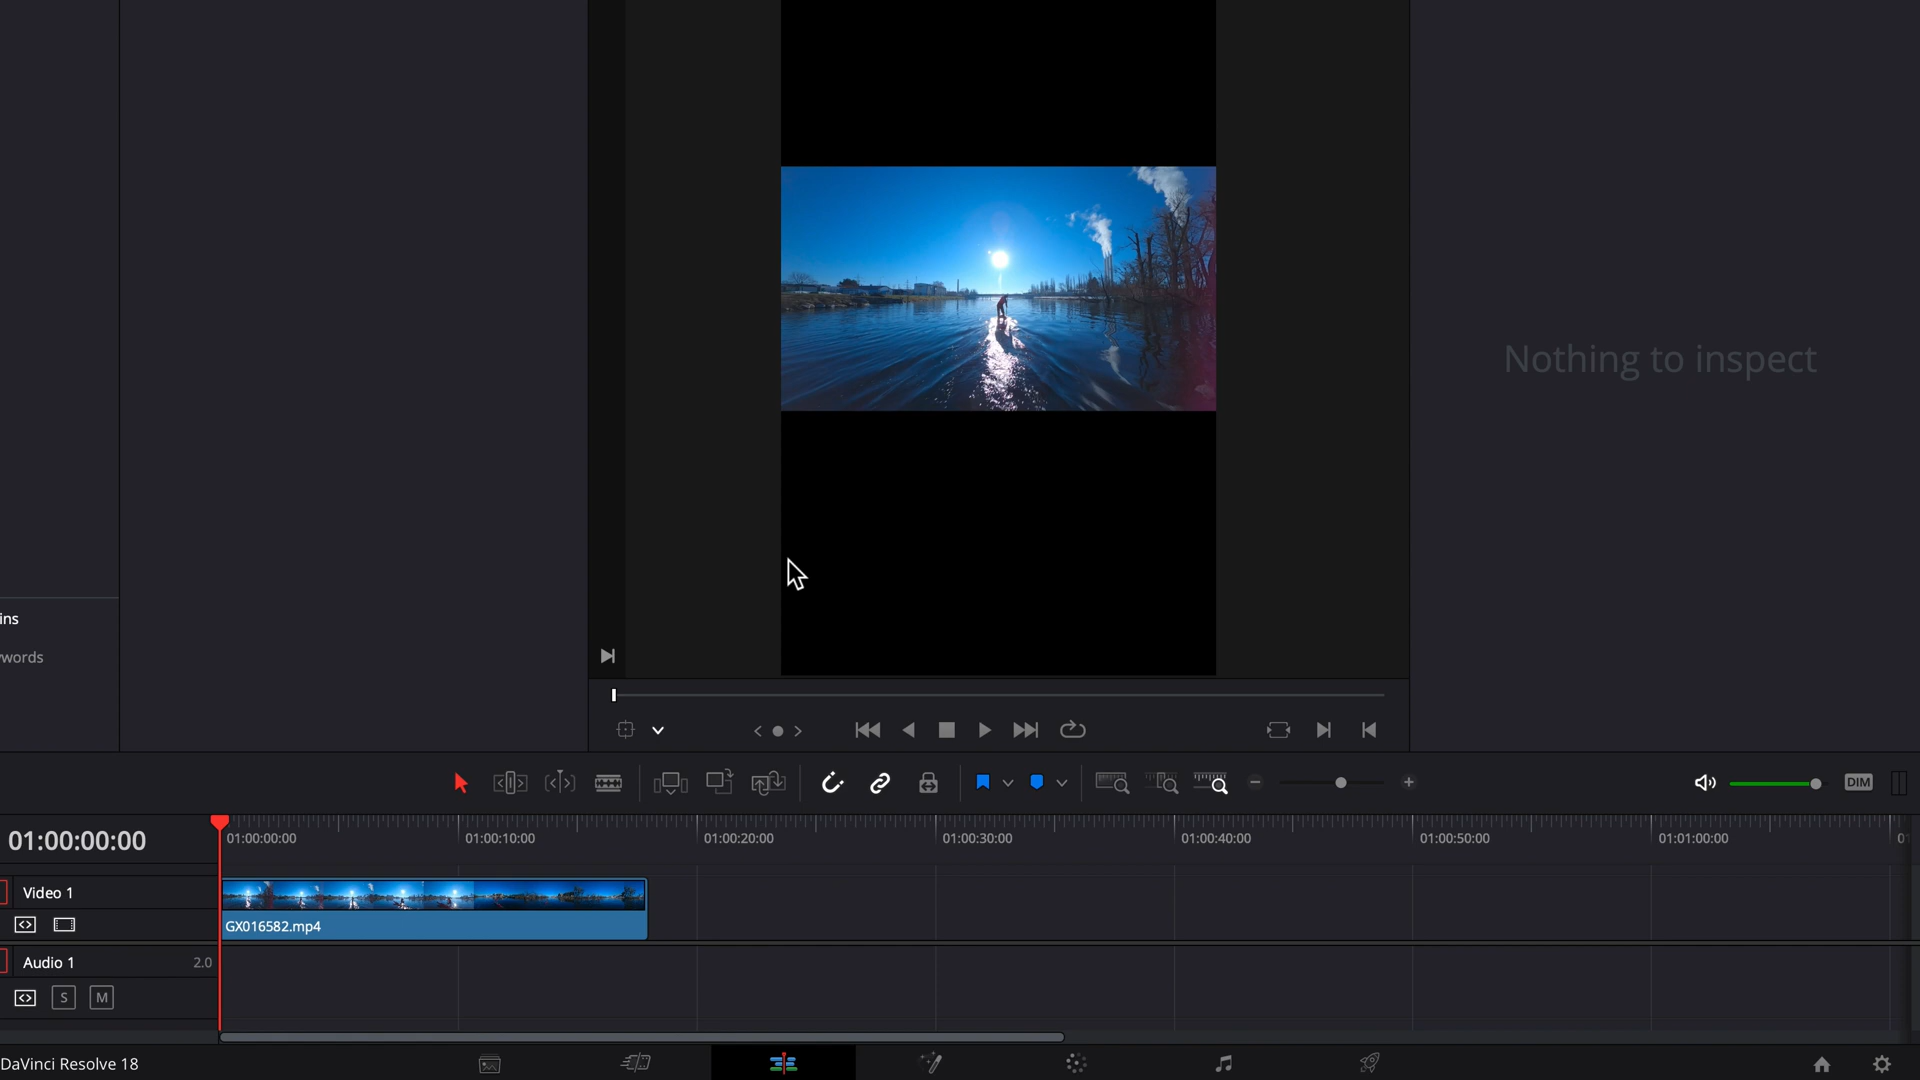 Nothing to inspect
ins
words
DIM
01:00:00:00
01:00:00:00
01:00:10:00
01:00:20:00
01:00:30:00
01:00:40:00
01:00:50:00
01:01:00:00
Video 1
GX016582.mp4
Audio 1
2.0
S
M
DaVinci Resolve 18